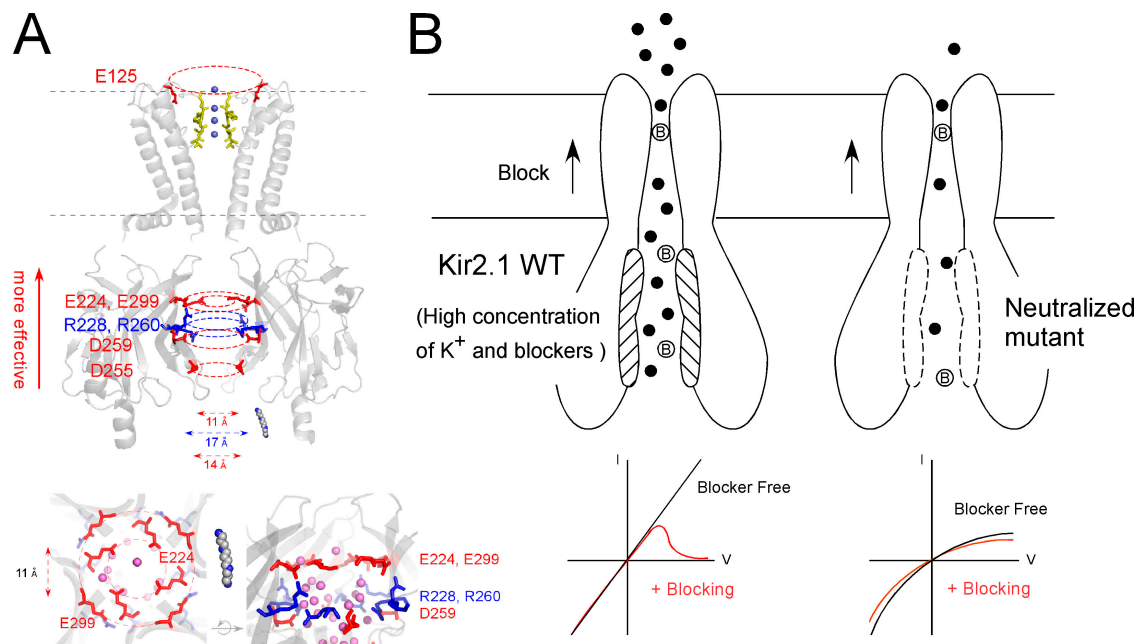 A
E125
more effective
E224, E299
R228, R260
D259
D255
11 Å
17 Å
14 Å
E224
11 Å
E299
E224, E299
R228, R260
D259
B
B
B
Block
B
Kir2.1 WT
Neutralized
mutant
(High concentration
of K⁺ and blockers )
B
B
I
Blocker Free
V
+ Blocking
I
Blocker Free
V
+ Blocking